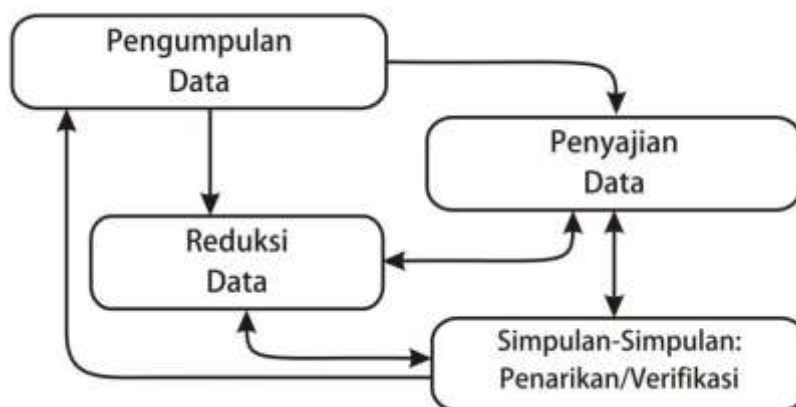 Pengumpulan
Data
Penyajian
Data
Reduksi
Data
Simpulan-Simpulan:
Penarikan/Verifikasi